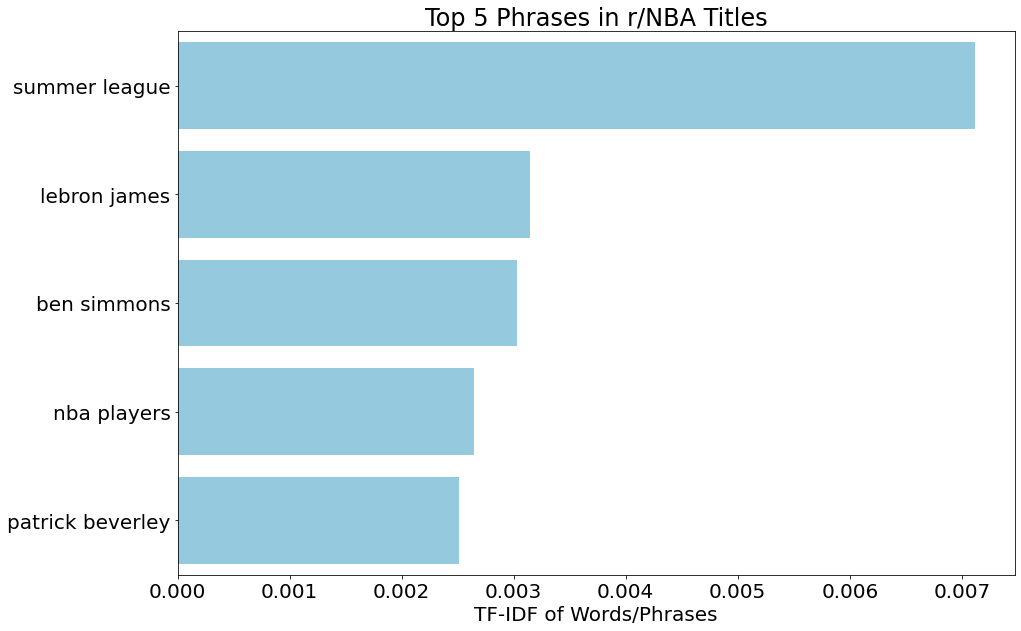 Top 5 Phrases in r/NBA Titles
summer league
lebron james
ben simmons
nba players
patrick beverley
0.000 0.001 0.002 0.003 0.004 0.005 0.006 0.007
TF-IDF of Words/Phrases